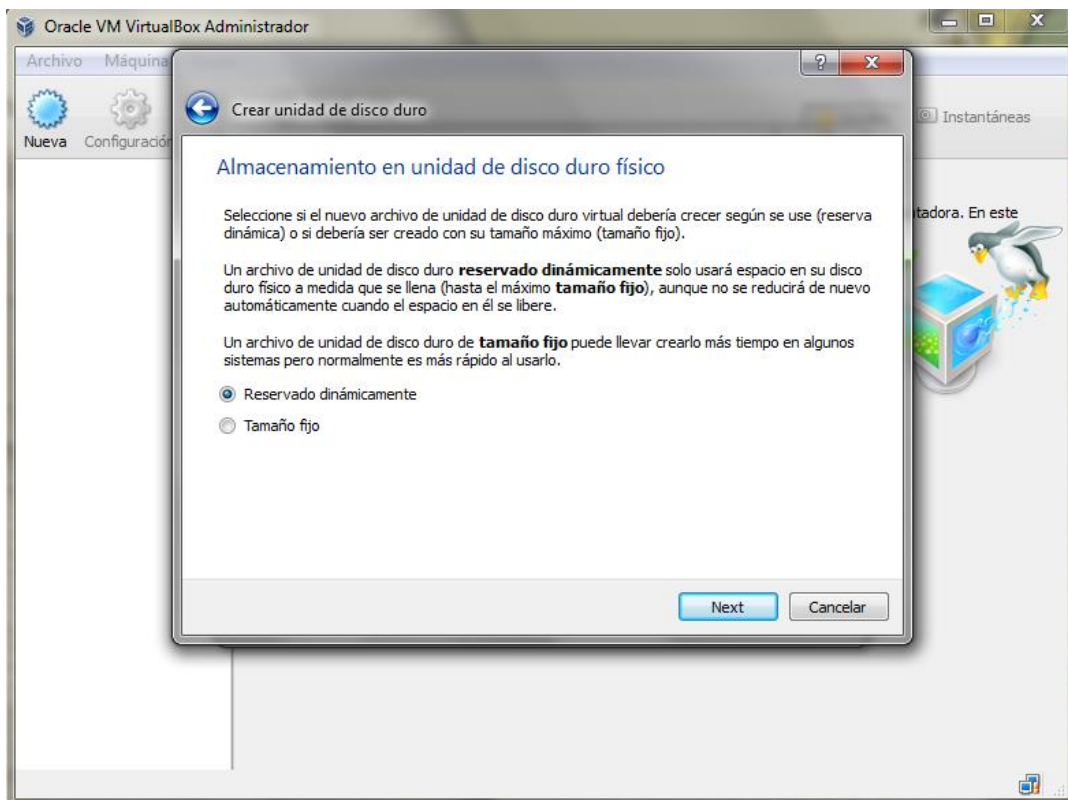 Oracle VM VirtualBox Administrador
Archivo Máquina
Nueva Configuración
Instantáneas
tadora. En este
Crear unidad de disco duro
Almacenamiento en unidad de disco duro físico
Seleccione si el nuevo archivo de unidad de disco duro virtual debería crecer según se use (reserva
dinámica) o si debería ser creado con su tamaño máximo (tamaño fijo).
Un archivo de unidad de disco duro reservado dinámicamente solo usará espacio en su disco
duro físico a medida que se llena (hasta el máximo tamaño fijo), aunque no se reducirá de nuevo
automáticamente cuando el espacio en él se libere.
Un archivo de unidad de disco duro de tamaño fijo puede llevar crearlo más tiempo en algunos
sistemas pero normalmente es más rápido al usarlo.
Reservado dinámicamente
Tamaño fijo
Next Cancelar